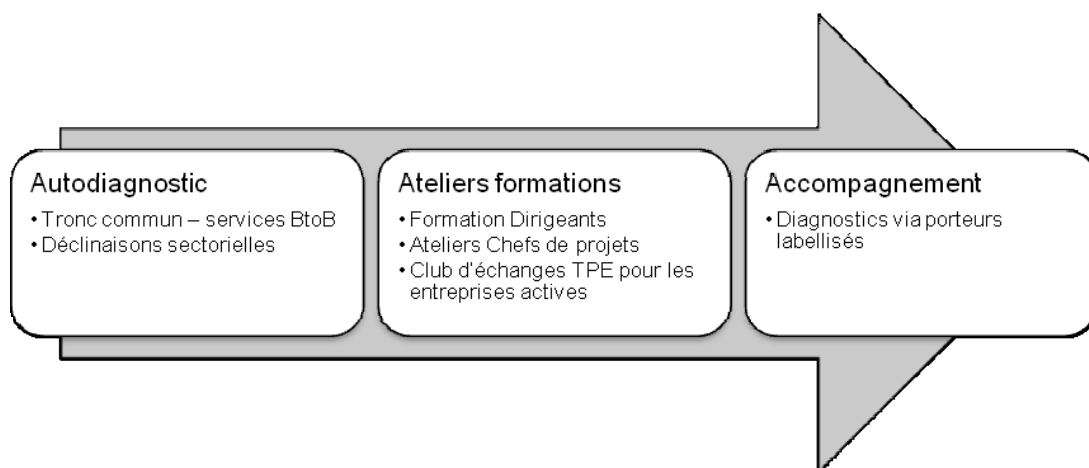 Autodiagnostic
• Tronc commun – services BtoB
• Déclinaisons sectorielles
Ateliers formations
• Formation Dirigeants
• Ateliers Chefs de projets
• Club d'échanges TPE pour les
entreprises actives
Accompagnement
• Diagnostics via porteurs
labellisés